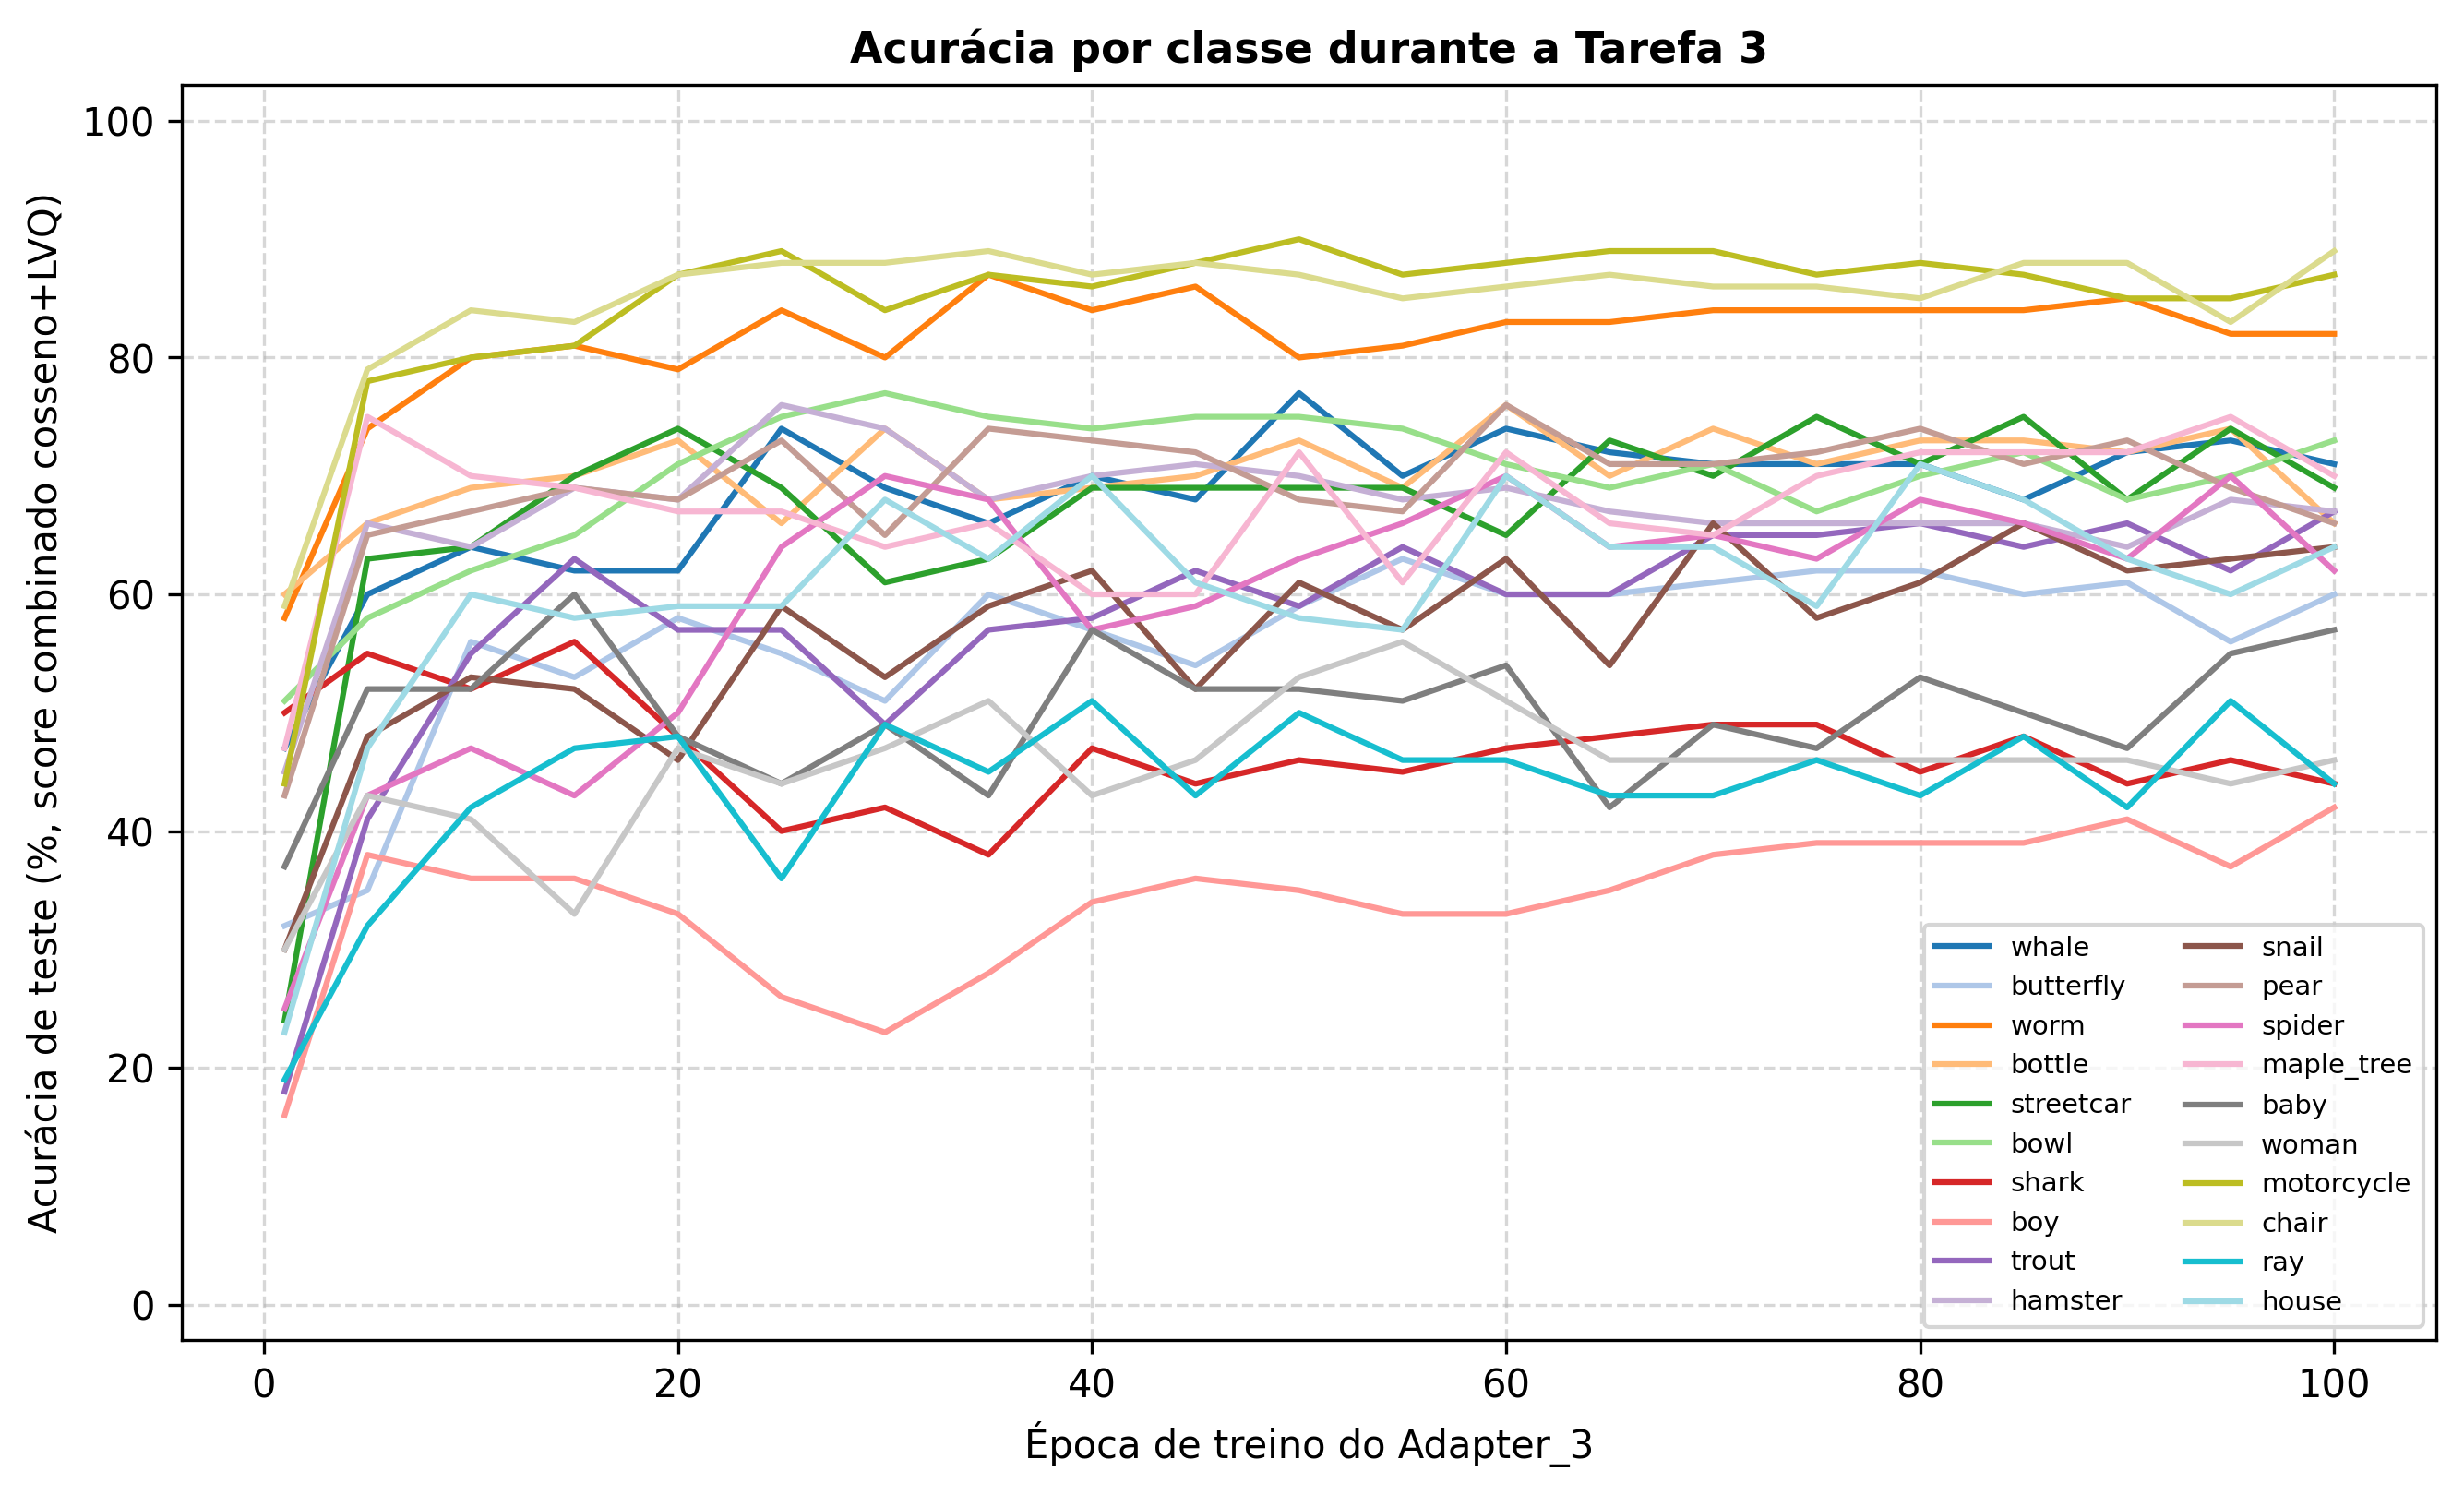 Acurácia por classe durante a Tarefa 3
Acurácia de teste (%, score combinado cosseno+LVQ)
100
80
60
40
20
0
0 20 40 60 80 100
Época de treino do Adapter_3
whale
butterfly
worm
bottle
streetcar
bowl
shark
boy
trout
hamster
snail
pear
spider
maple_tree
baby
woman
motorcycle
chair
ray
house